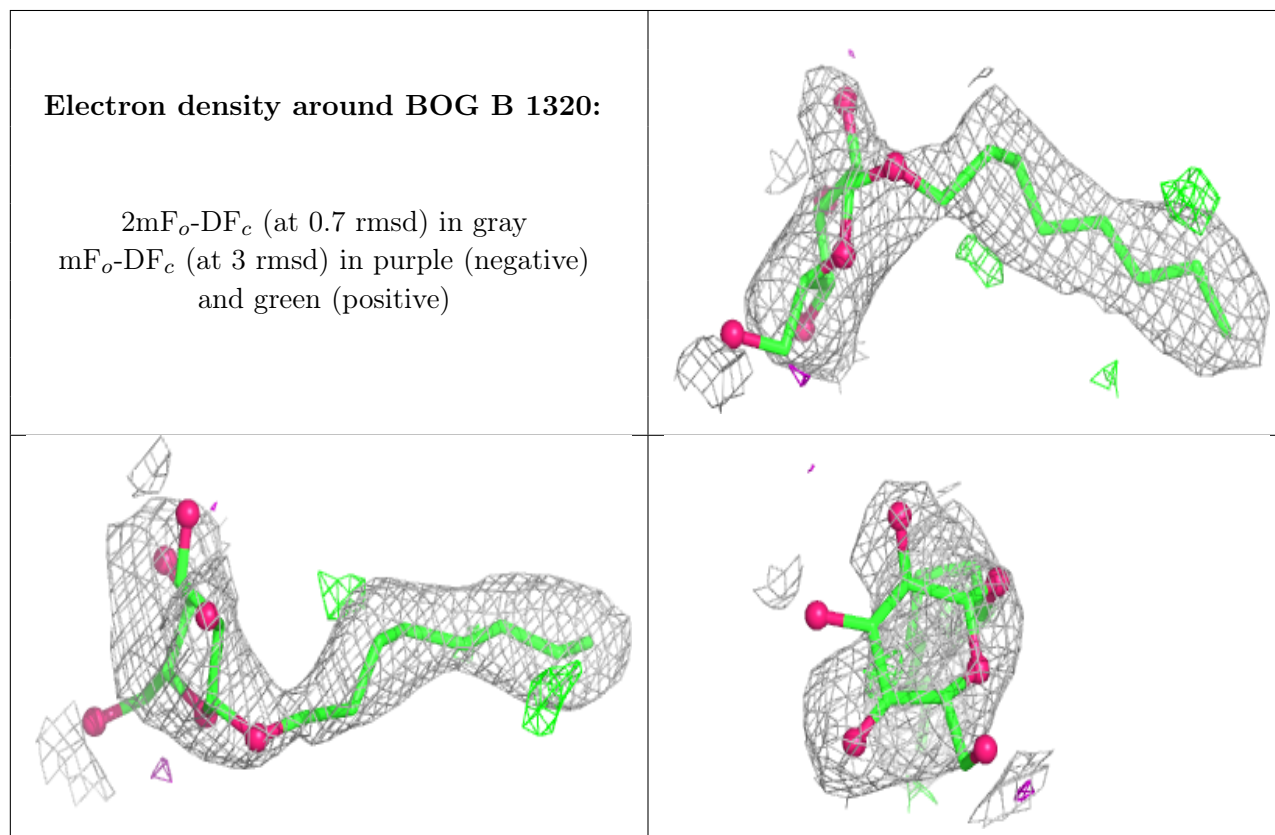 Electron density around BOG B 1320:
2mFo-DFc (at 0.7 rmsd) in gray
mFo-DFc (at 3 rmsd) in purple (negative)
and green (positive)